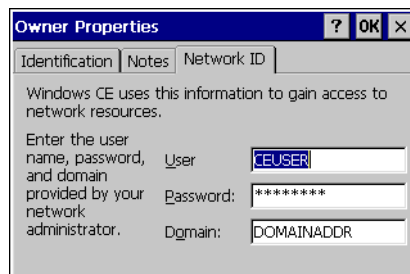 Owner Properties ? OK ×
Identification Notes Network ID
Windows CE uses this information to gain access to
network resources.
Enter the user
name, password,
and domain
provided by your
network
administrator.
User CEUSER
Password: ********
Domain: DOMAINADDR